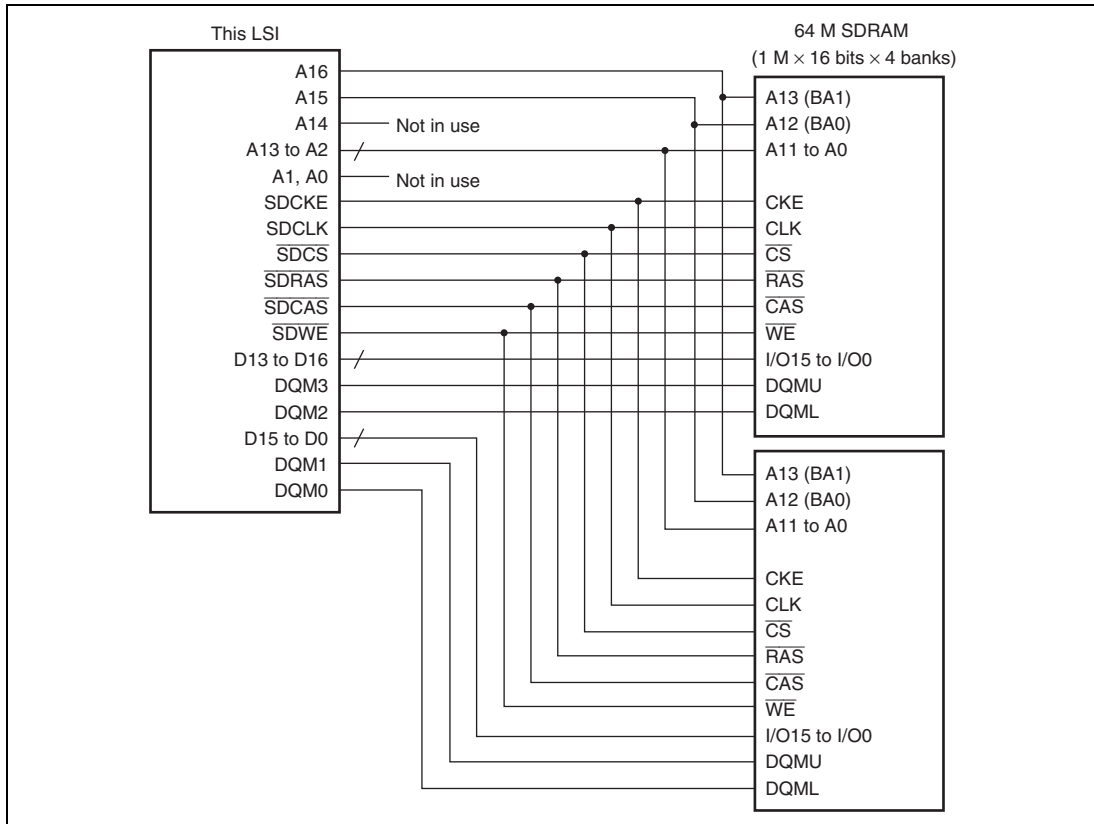 This LSI
A16
A15
A14
Not in use
A13 to A2
A1, A0
Not in use
SDCKE
SDCLK
SDCS
SDRAS
SDCAS
SDWE
D13 to D16
DQM3
DQM2
D15 to D0
DQM1
DQM0
64 M SDRAM
(1 M × 16 bits × 4 banks)
A13 (BA1)
A12 (BA0)
A11 to A0
CKE
CLK
CS
RAS
CAS
WE
I/O15 to I/O0
DQMU
DQML
A13 (BA1)
A12 (BA0)
A11 to A0
CKE
CLK
CS
RAS
CAS
WE
I/O15 to I/O0
DQMU
DQML